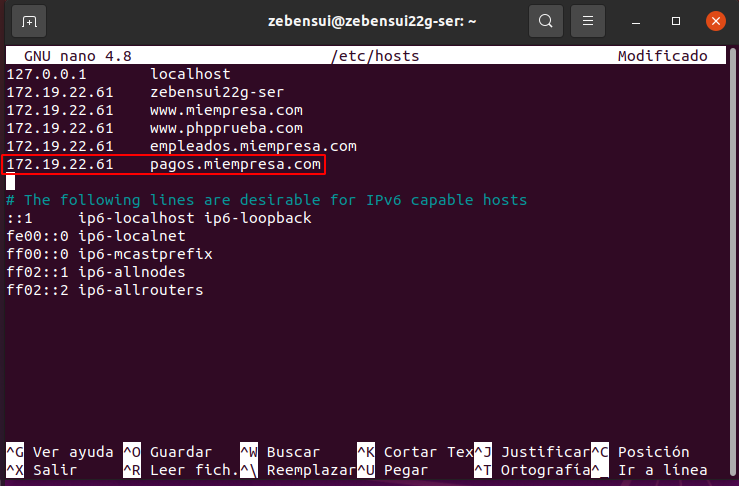 zebensui@zebensui22g-ser: ~
GNU nano 4.8 /etc/hosts Modificado
127.0.0.1 localhost
172.19.22.61 zebensui22g-ser
172.19.22.61 www.miempresa.com
172.19.22.61 www.phpprueba.com
172.19.22.61 empleados.miempresa.com
172.19.22.61 pagos.miempresa.com
# The following lines are desirable for IPv6 capable hosts
::1 ip6-localhost ip6-loopback
fe00::0 ip6-localnet
ff00::0 ip6-mcastprefix
ff02::1 ip6-allnodes
ff02::2 ip6-allrouters
^G Ver ayuda ^O Guardar ^W Buscar ^K Cortar Tex^J Justificar^C Posición
^X Salir ^R Leer fich.^\ Reemplazar^U Pegar ^T Ortografía^_ Ir a línea